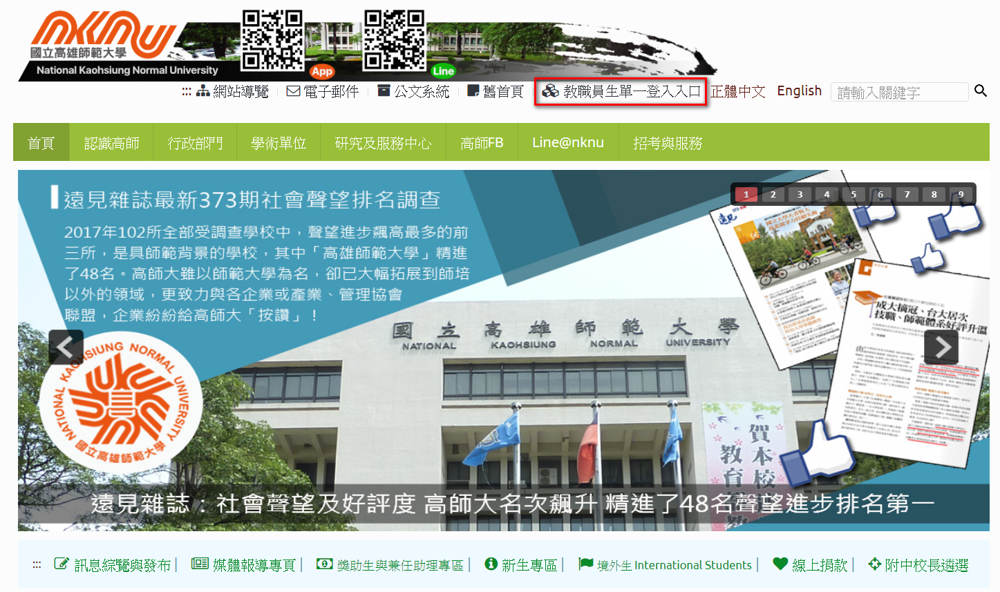 nknu
國立高雄師範大學
National Kaohsiung Normal University
App
Line
::: 網站導覽 電子郵件 公文系統 舊首頁 教職員生單一登入入口 正體中文 English 請輸入關鍵字
首頁 認識高師 行政部門 學術單位 研究及服務中心 高師FB Line@nknu 招考與服務
1 2 3 4 5 6 7 8 9
遠見雜誌最新373期社會聲望排名調查
2017年102所全部受調查學校中，聲望進步飆高最多的前
三所，是具師範背景的學校，其中「高雄師範大學」精進
了48名。高師大雖以師範大學為名，卻已大幅拓展到師培
以外的領域，更致力與各企業或產業、管理協會
聯盟，企業紛紛給高師大「按讚」！
遠見
成大摘冠、台大居次
技職、師範體系好評升溫
國立高雄師範大學
NATIONAL KAOHSIUNG NORMAL UNIVERSITY
NATIONAL KAOHSIUNG NORMAL UNIVERSITY
國立高雄師範大學
賀本校
教育
遠見雜誌：社會聲望及好評度 高師大名次飆升 精進了48名聲望進步排名第一
::: 訊息綜覽與發布 | 媒體報導專頁 | 獎助生與兼任助理專區 | 新生專區 | 境外生 International Students | 線上捐款 | 附中校長遴選